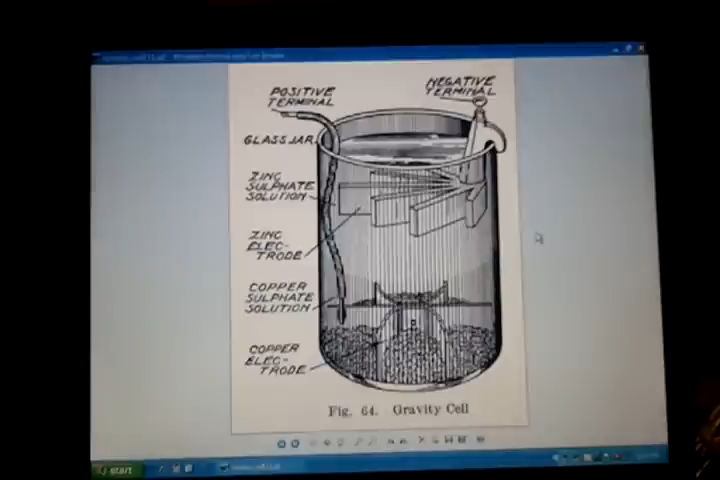 POSITIVE
TERMINAL
NEGATIVE
TERMINAL
GLASS JAR
ZINC
SULPHATE
SOLUTION
ZINC
ELEC-
TRODE
COPPER
SULPHATE
SOLUTION
COPPER
ELEC-
TRODE
Fig. 64. Gravity Cell
start